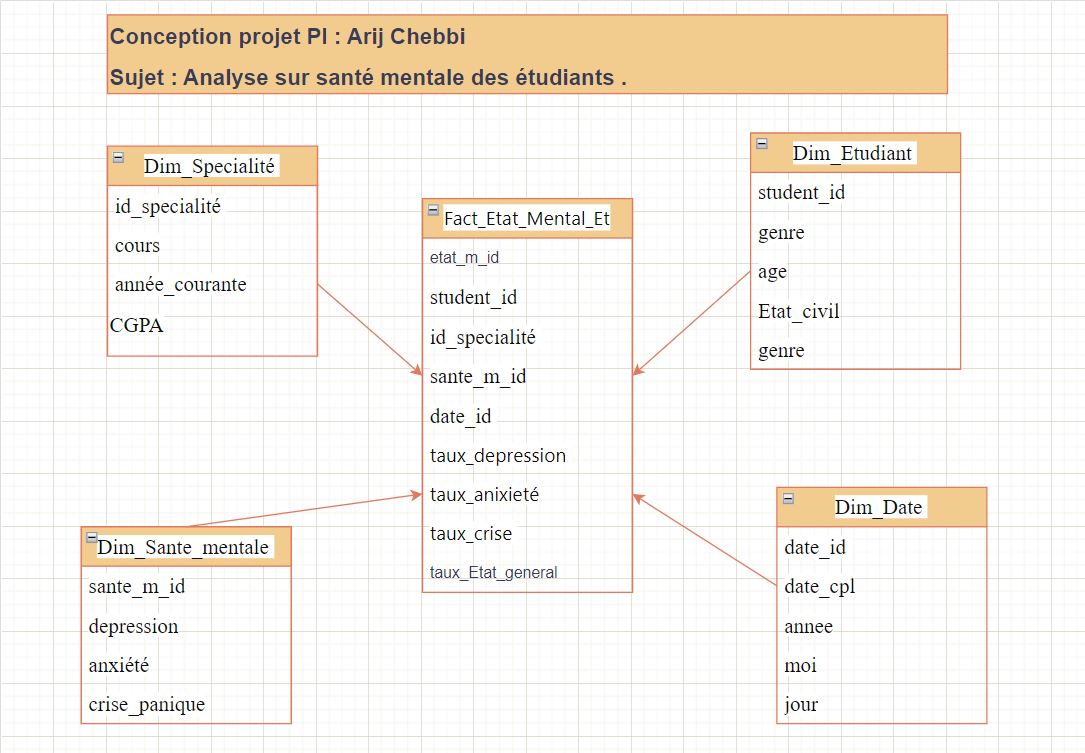 Conception projet PI : Arij Chebbi
Sujet : Analyse sur santé mentale des étudiants .
Dim_Specialité
id_specialité
cours
année_courante
CGPA
Fact_Etat_Mental_Et
etat_m_id
student_id
id_specialité
sante_m_id
date_id
taux_depression
taux_anixieté
taux_crise
taux_Etat_general
Dim_Etudiant
student_id
genre
age
Etat_civil
genre
Dim_Sante_mentale
sante_m_id
depression
anxiété
crise_panique
Dim_Date
date_id
date_cpl
annee
moi
jour